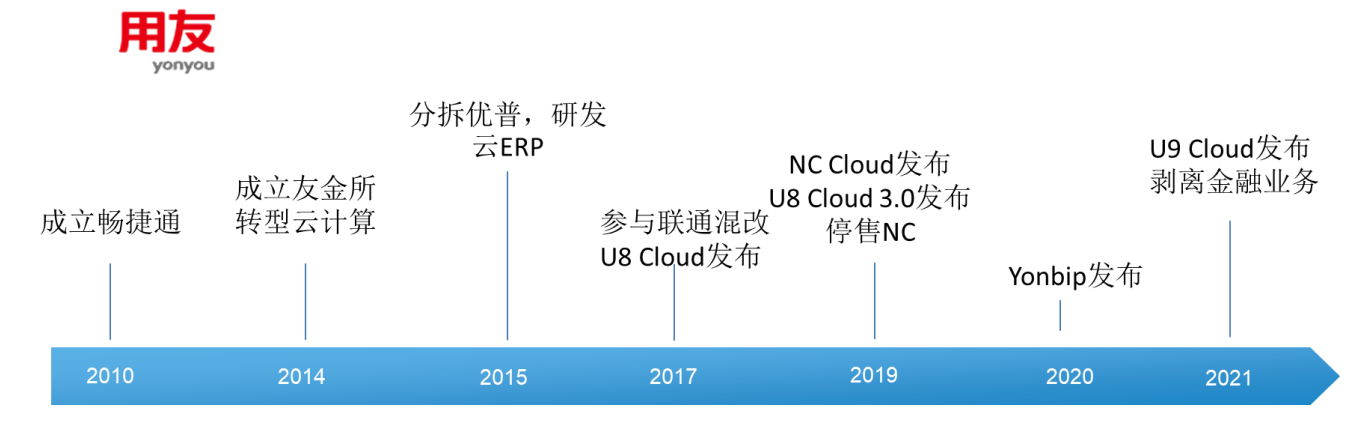 用友
yonyou
分拆优普，研发
云ERP
U9 Cloud发布
剥离金融业务
NC Cloud发布
U8 Cloud 3.0发布
停售NC
成立友金所
转型云计算
成立畅捷通
参与联通混改
U8 Cloud发布
Yonbip发布
2010
2014
2015
2017
2019
2020
2021